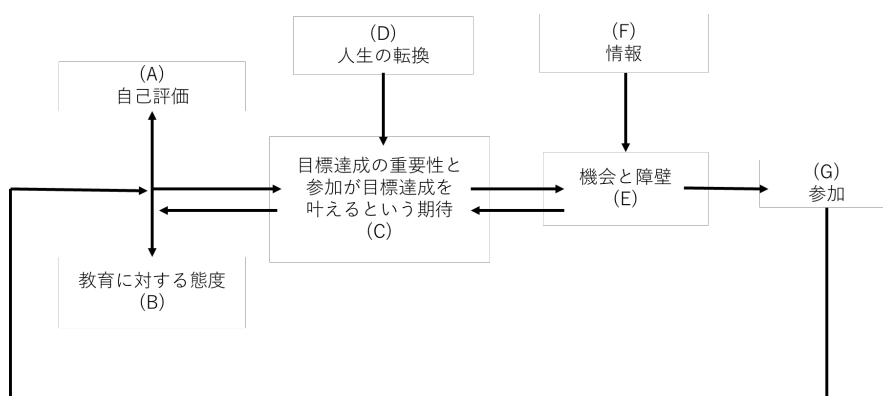 (D)
人生の転換
(F)
情報
(A)
自己評価
目標達成の重要性と
参加が目標達成を
叶えるという期待
(C)
機会と障壁
(E)
(G)
参加
教育に対する態度
(B)